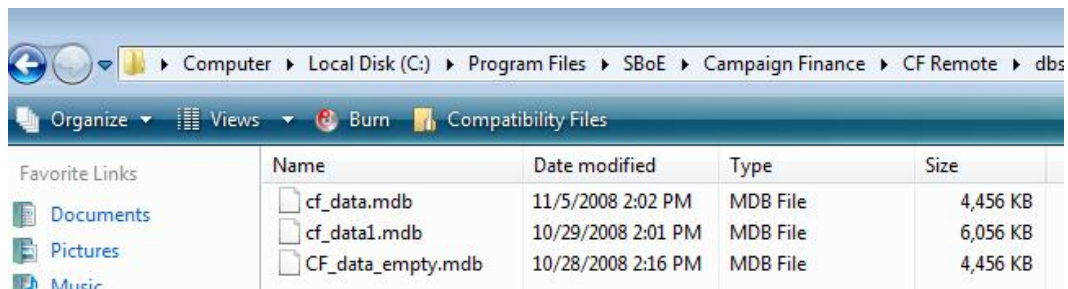 Computer ▸ Local Disk (C:) ▸ Program Files ▸ SBoE ▸ Campaign Finance ▸ CF Remote ▸ dbs
Organize Views Burn Compatibility Files
Favorite Links Name Date modified Type Size
cf_data.mdb 11/5/2008 2:02 PM MDB File 4,456 KB
Documents
cf_data1.mdb 10/29/2008 2:01 PM MDB File 6,056 KB
Pictures
CF_data_empty.mdb 10/28/2008 2:16 PM MDB File 4,456 KB
Music